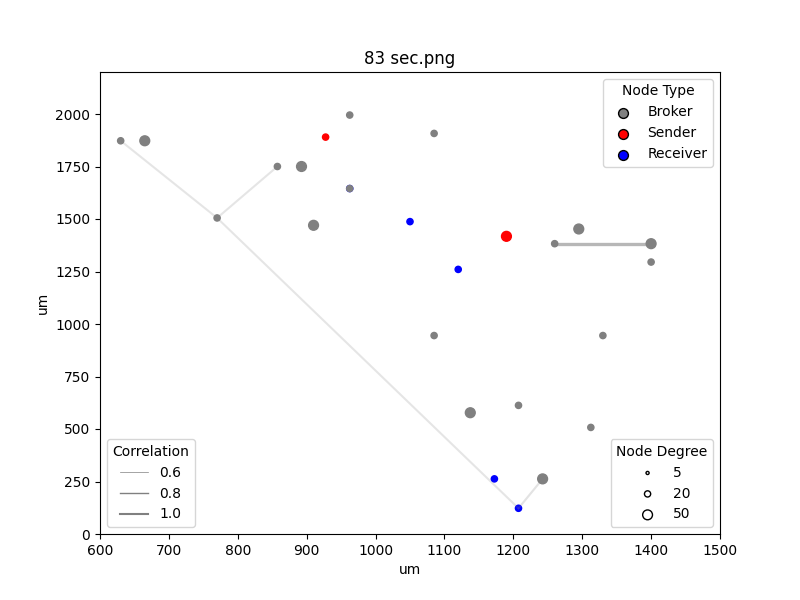 83 sec.png
Node Type
Broker
Sender
Receiver
2000
1750
1500
1250
1000
750
500
250
0
um
Correlation
0.6
0.8
1.0
Node Degree
5
20
50
600 700 800 900 1000 1100 1200 1300 1400 1500
um